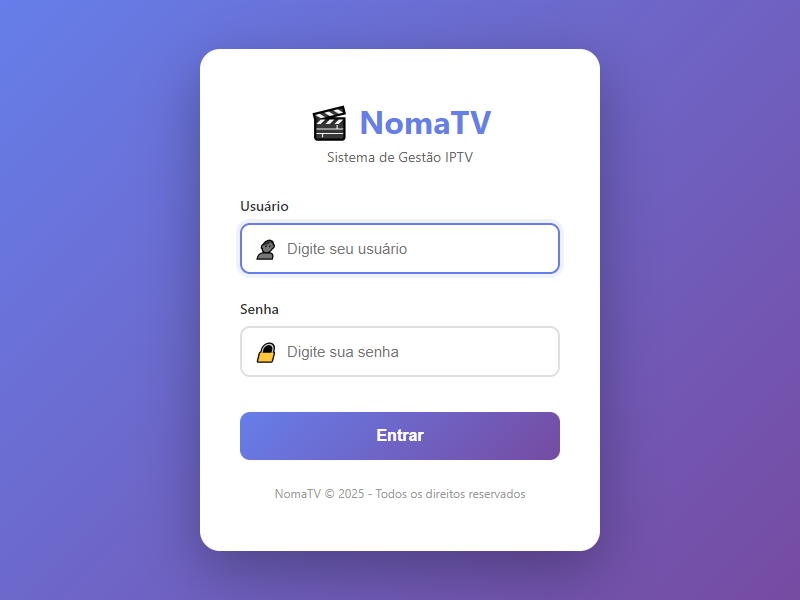 NomaTV
Sistema de Gestão IPTV
Usuário
Digite seu usuário
Senha
Digite sua senha
Entrar
NomaTV © 2025 - Todos os direitos reservados